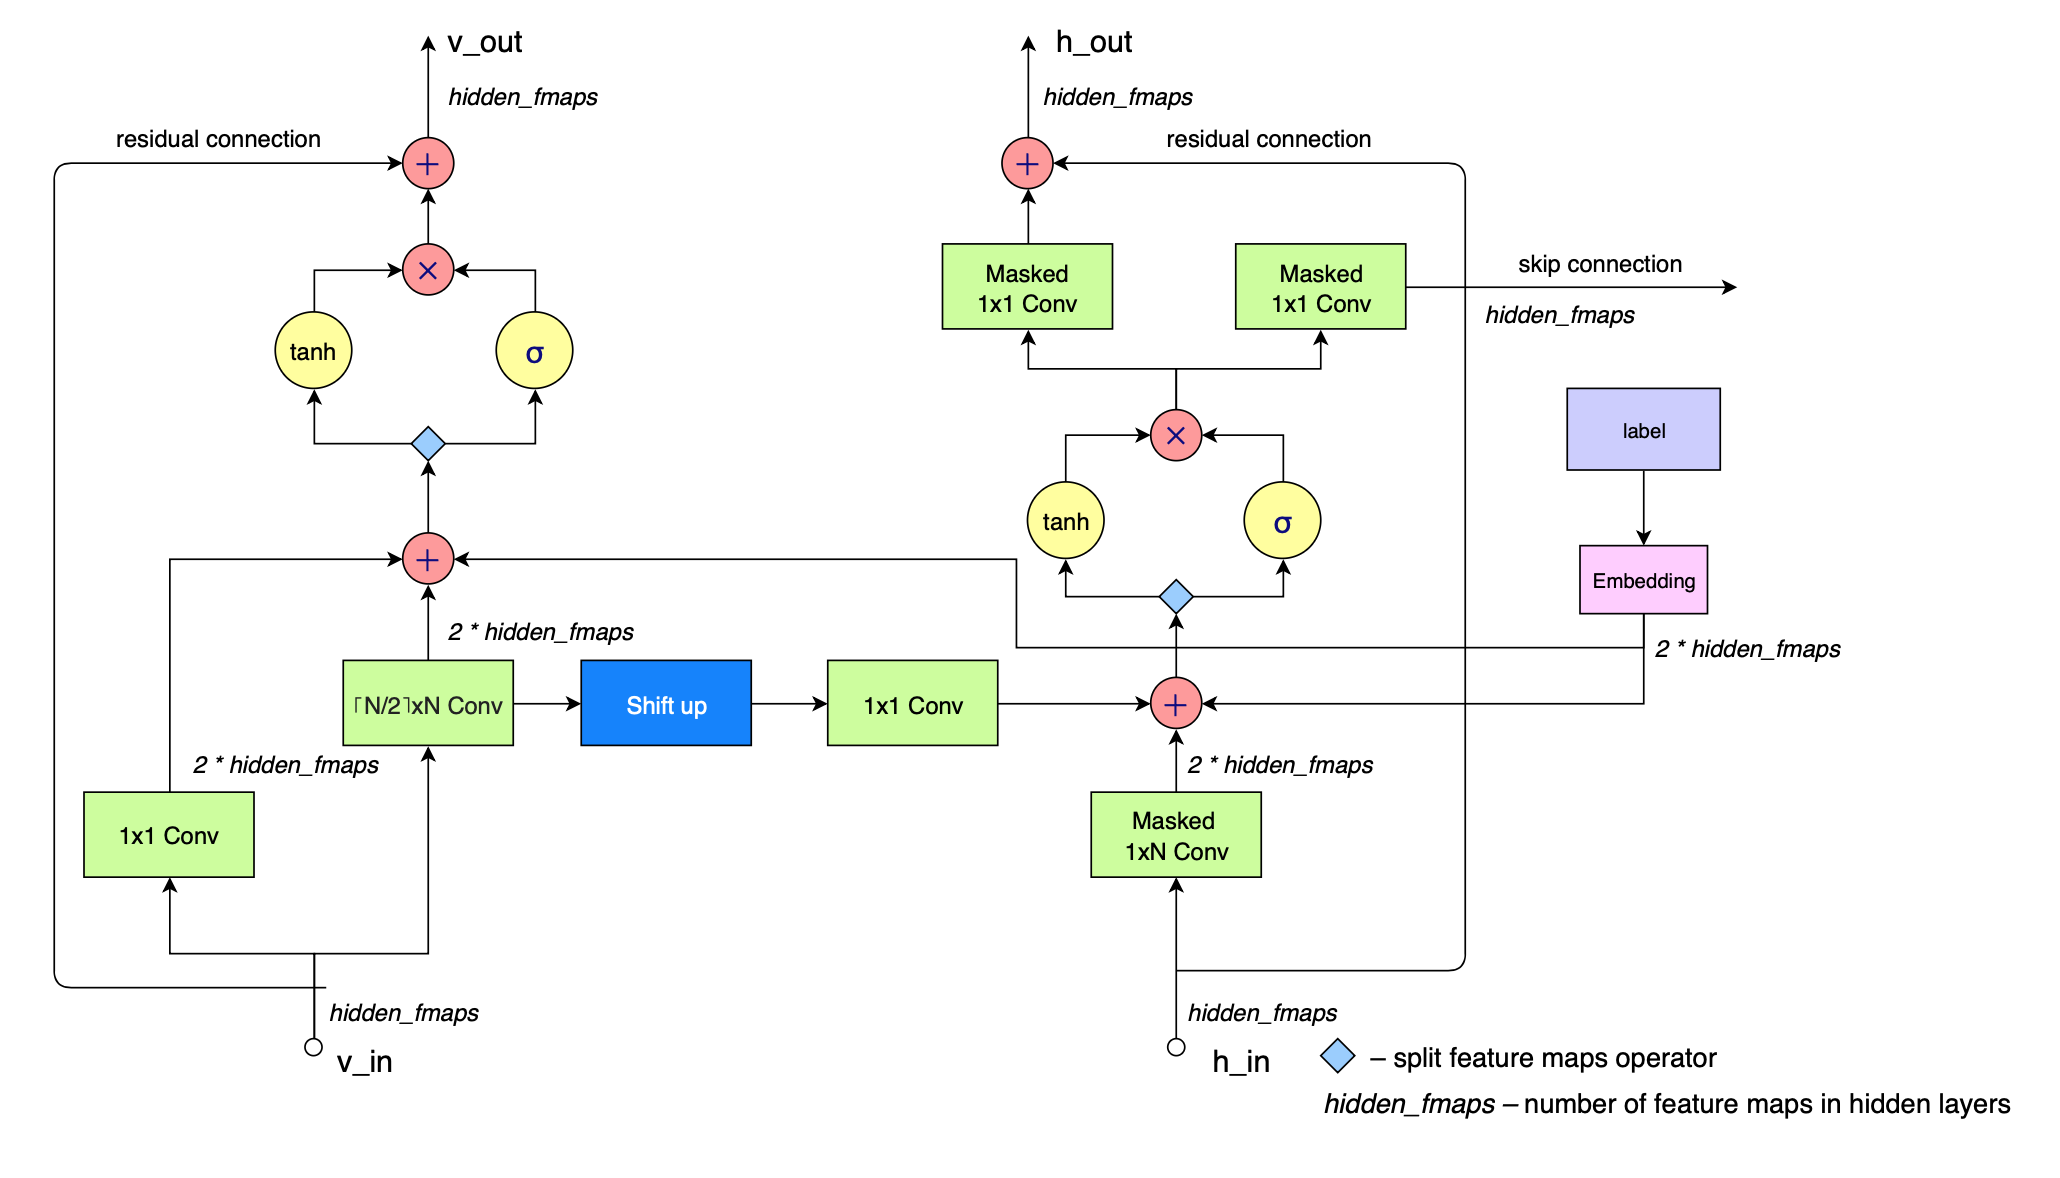 v_out
h_out
hidden_fmaps
hidden_fmaps
residual connection
residual connection
+
+
×
Masked
1x1 Conv
Masked
1x1 Conv
skip connection
hidden_fmaps
tanh
σ
×
label
tanh
σ
+
Embedding
2 * hidden_fmaps
2 * hidden_fmaps
⌈N/2⌉xN Conv
Shift up
1x1 Conv
+
2 * hidden_fmaps
2 * hidden_fmaps
1x1 Conv
Masked
1xN Conv
hidden_fmaps
hidden_fmaps
v_in
h_in
– split feature maps operator
hidden_fmaps – number of feature maps in hidden layers